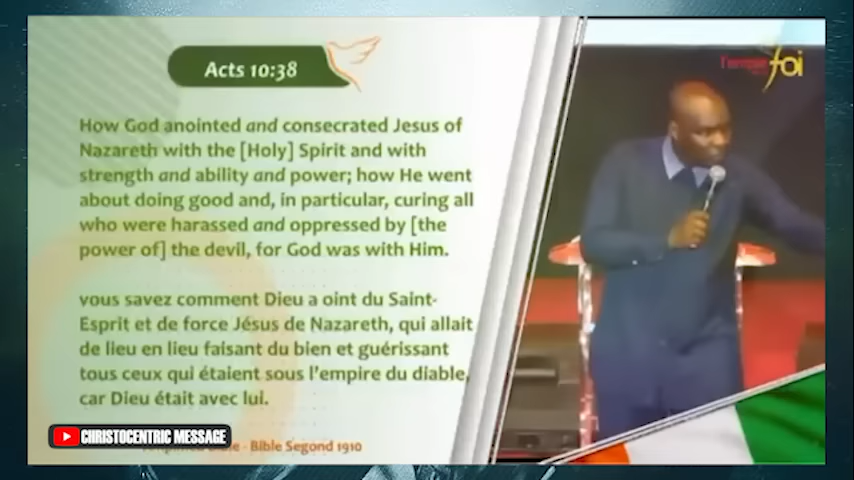 Acts 10:38
How God anointed and consecrated Jesus of
Nazareth with the [Holy] Spirit and with
strength and ability and power; how He went
about doing good and, in particular, curing all
who were harassed and oppressed by [the
power of] the devil, for God was with Him.
vous savez comment Dieu a oint du Saint-
Esprit et de force Jésus de Nazareth, qui allait
de lieu en lieu faisant du bien et guérissant
tous ceux qui étaient sous l'empire du diable,
car Dieu était avec lui.
- Bible Segond 1910
CHRISTOCENTRIC MESSAGE
foi